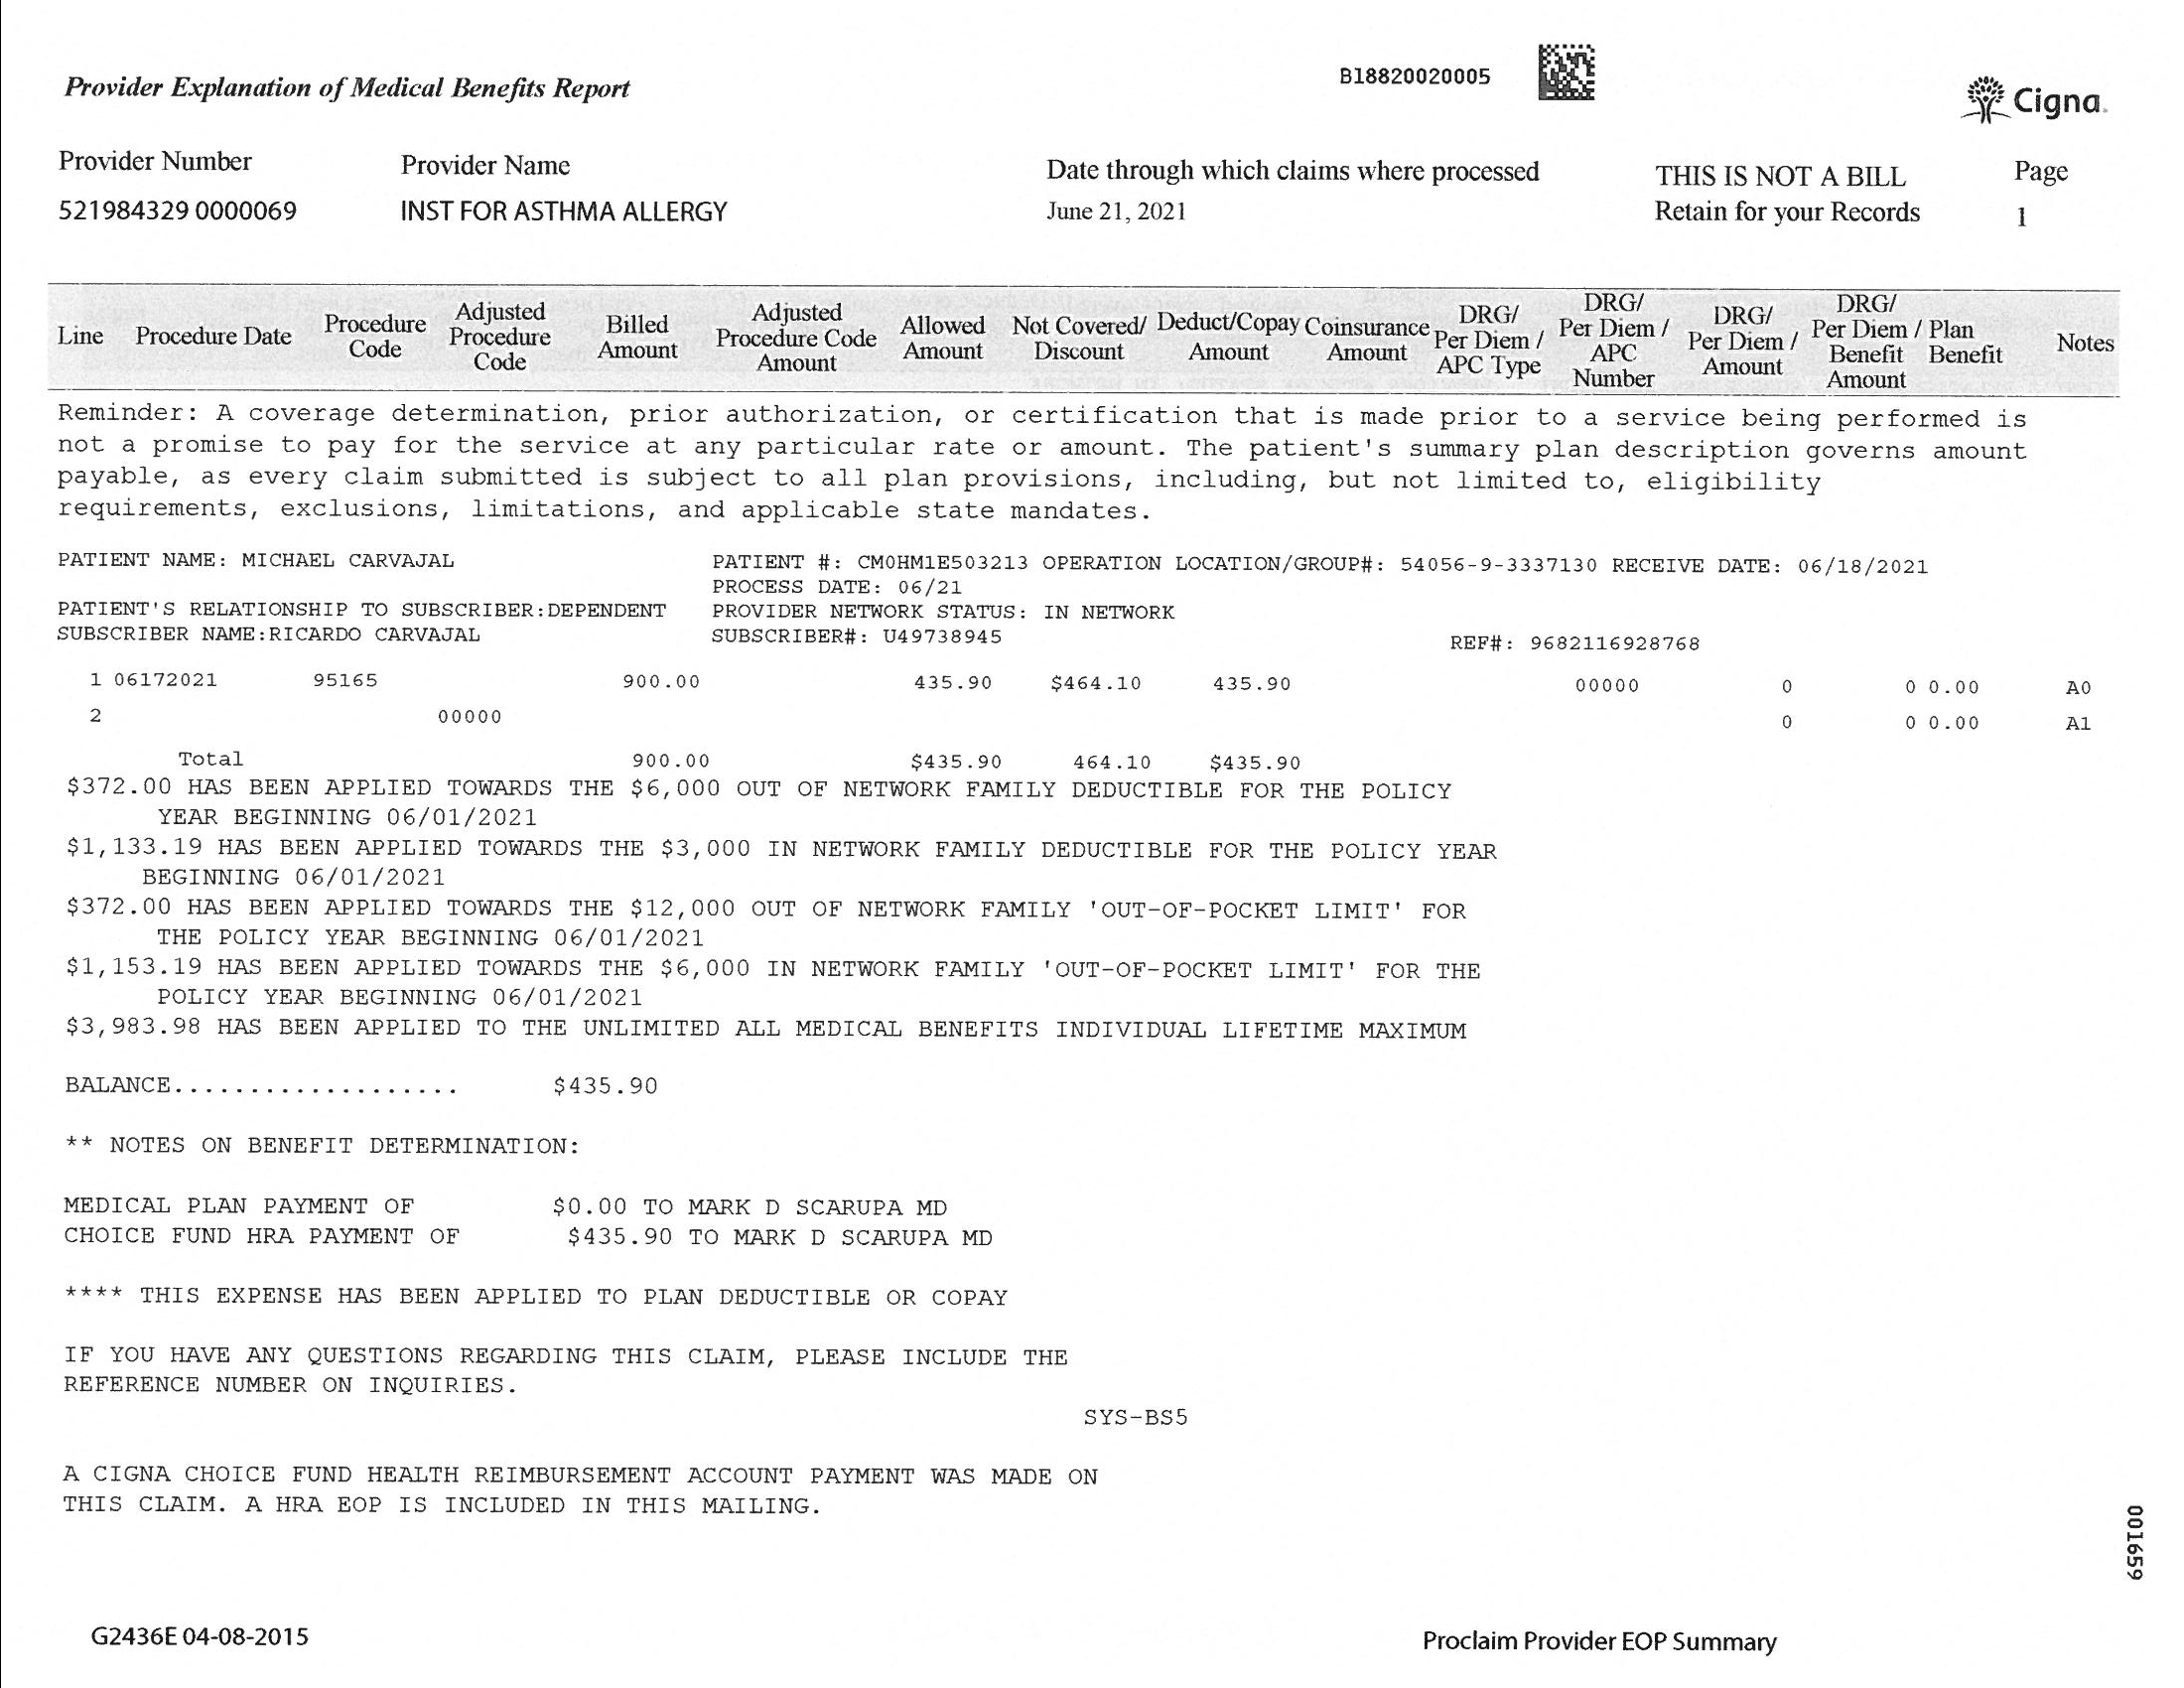 Provider Explanation of Medical Benefits Report
B18820020005
Cigna.
Provider Number Provider Name Date through which claims where processed THIS IS NOT A BILL Page
521984329 0000069 INST FOR ASTHMA ALLERGY June 21, 2021 Retain for your Records 1
Line Procedure Date Procedure Code Adjusted Procedure Code Billed Amount Adjusted Procedure Code Amount Allowed Amount Not Covered/ Discount Deduct/Copay Amount Coinsurance Amount DRG/ Per Diem / APC Type DRG/ Per Diem / APC Number DRG/ Per Diem / Amount DRG/ Per Diem / Benefit Amount Plan Benefit Notes
Reminder: A coverage determination, prior authorization, or certification that is made prior to a service being performed is
not a promise to pay for the service at any particular rate or amount. The patient's summary plan description governs amount
payable, as every claim submitted is subject to all plan provisions, including, but not limited to, eligibility
requirements, exclusions, limitations, and applicable state mandates.
PATIENT NAME: MICHAEL CARVAJAL PATIENT #: CM0HM1E503213 OPERATION LOCATION/GROUP#: 54056-9-3337130 RECEIVE DATE: 06/18/2021
PROCESS DATE: 06/21
PATIENT'S RELATIONSHIP TO SUBSCRIBER:DEPENDENT PROVIDER NETWORK STATUS: IN NETWORK
SUBSCRIBER NAME:RICARDO CARVAJAL SUBSCRIBER#: U49738945 REF#: 9682116928768
1 06172021 95165 900.00 435.90 $464.10 435.90 00000 0 0 0.00 A0
2 00000 0 0 0.00 A1
Total 900.00 $435.90 464.10 $435.90
$372.00 HAS BEEN APPLIED TOWARDS THE $6,000 OUT OF NETWORK FAMILY DEDUCTIBLE FOR THE POLICY
YEAR BEGINNING 06/01/2021
$1,133.19 HAS BEEN APPLIED TOWARDS THE $3,000 IN NETWORK FAMILY DEDUCTIBLE FOR THE POLICY YEAR
BEGINNING 06/01/2021
$372.00 HAS BEEN APPLIED TOWARDS THE $12,000 OUT OF NETWORK FAMILY 'OUT-OF-POCKET LIMIT' FOR
THE POLICY YEAR BEGINNING 06/01/2021
$1,153.19 HAS BEEN APPLIED TOWARDS THE $6,000 IN NETWORK FAMILY 'OUT-OF-POCKET LIMIT' FOR THE
POLICY YEAR BEGINNING 06/01/2021
$3,983.98 HAS BEEN APPLIED TO THE UNLIMITED ALL MEDICAL BENEFITS INDIVIDUAL LIFETIME MAXIMUM
BALANCE................... $435.90
** NOTES ON BENEFIT DETERMINATION:
MEDICAL PLAN PAYMENT OF $0.00 TO MARK D SCARUPA MD
CHOICE FUND HRA PAYMENT OF $435.90 TO MARK D SCARUPA MD
**** THIS EXPENSE HAS BEEN APPLIED TO PLAN DEDUCTIBLE OR COPAY
IF YOU HAVE ANY QUESTIONS REGARDING THIS CLAIM, PLEASE INCLUDE THE
REFERENCE NUMBER ON INQUIRIES.
SYS-BS5
A CIGNA CHOICE FUND HEALTH REIMBURSEMENT ACCOUNT PAYMENT WAS MADE ON
THIS CLAIM. A HRA EOP IS INCLUDED IN THIS MAILING.
001659
G2436E 04-08-2015 Proclaim Provider EOP Summary